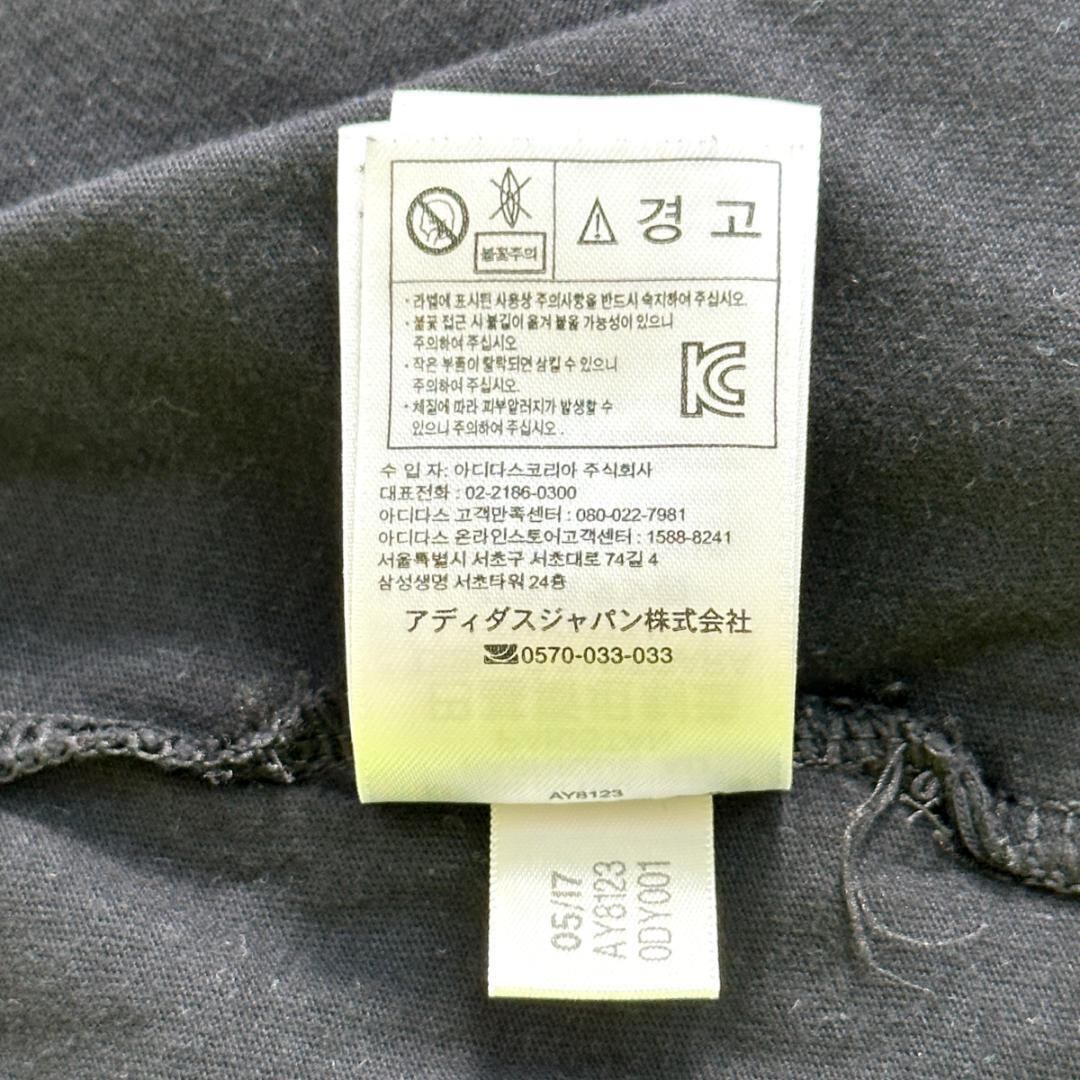 불꽃주의
경 고
· 라벨에 표시된 사용상 주의사항을 반드시 숙지하여 주십시오.
· 불꽃 접근 시 불길이 옮겨 붙을 가능성이 있으니
주의하여 주십시오
· 작은 부품이 탈락되면 삼킬 수 있으니
주의하여 주십시오.
· 체질에 따라 피부알러지가 발생할 수
있으니 주의하여 주십시오 .
KC
수 입 자: 아디다스코리아 주식회사
대표전화 : 02-2186-0300
아디다스 고객만족센터 : 080-022-7981
아디다스 온라인스토어고객센터 : 1588-8241
서울특별시 서초구 서초대로 74길 4
삼성생명 서초타워 24층
アディダスジャパン株式会社
0570-033-033
AY8123
05/17
AY8123
0DY001